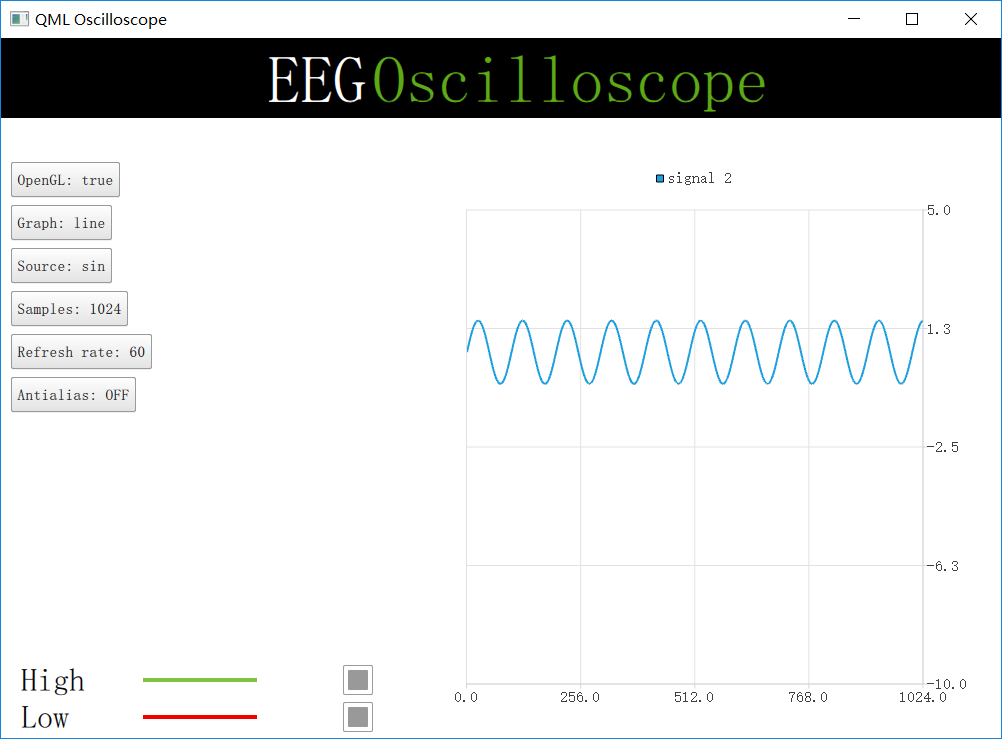 QML Oscilloscope
EEGOscilloscope
OpenGL: true
Graph: line
Source: sin
Samples: 1024
Refresh rate: 60
Antialias: OFF
signal 2
5.0
1.3
-2.5
-6.3
-10.0
0.0 256.0 512.0 768.0 1024.0
High
Low